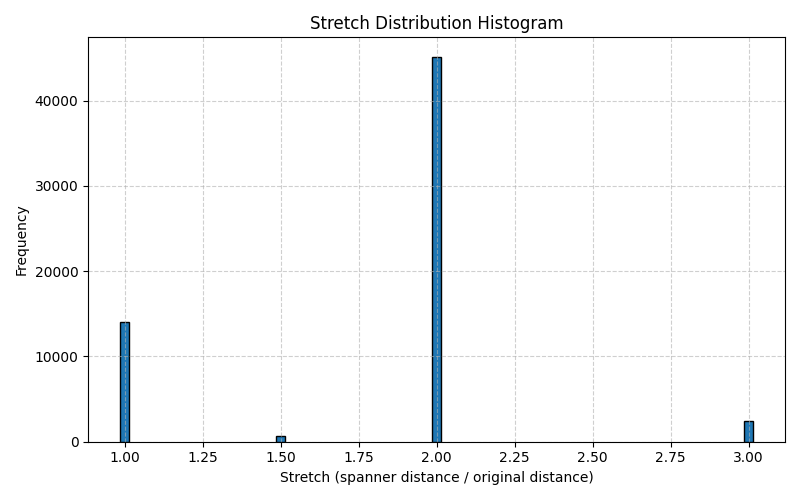 Stretch Distribution Histogram
Frequency
40000
30000
20000
10000
0
1.00 1.25 1.50 1.75 2.00 2.25 2.50 2.75 3.00
Stretch (spanner distance / original distance)